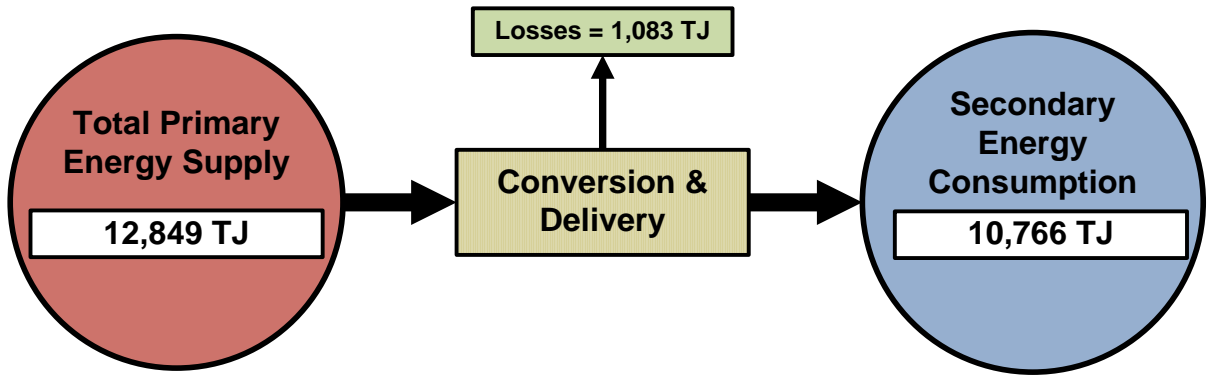 Losses = 1,083 TJ
Total Primary
Energy Supply
12,849 TJ
Conversion &
Delivery
Secondary
Energy
Consumption
10,766 TJ